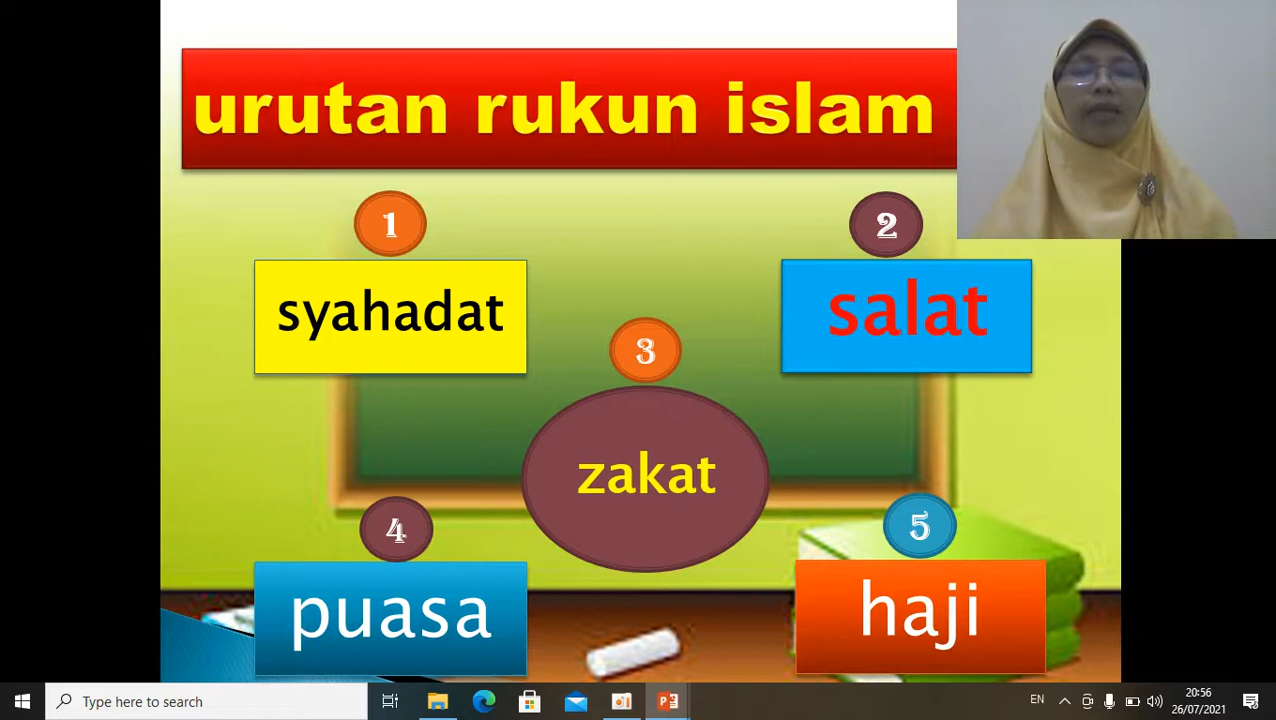 urutan rukun islam
1
2
syahadat
salat
3
zakat
4
5
puasa
haji
Type here to search
EN
20:56
26/07/2021